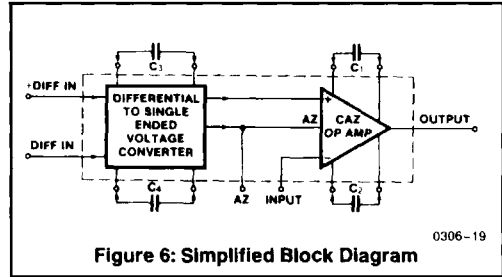 C3
C1
+DIFF IN
DIFFERENTIAL
TO SINGLE
ENDED
VOLTAGE
CONVERTER
+
AZ
CAZ
OP AMP
OUTPUT
DIFF IN
−
C4
AZ
INPUT
C2
0306-19
Figure 6: Simplified Block Diagram